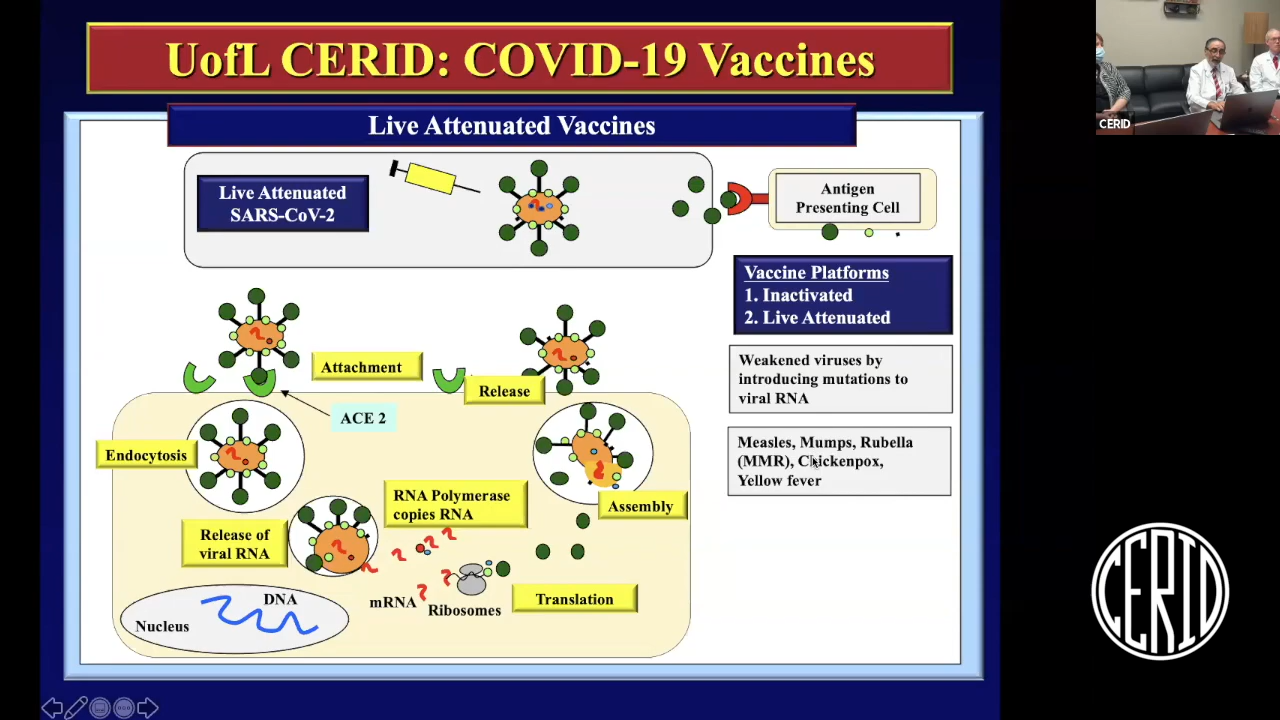 UofL CERID: COVID-19 Vaccines
Live Attenuated Vaccines
Live Attenuated
SARS-CoV-2
Antigen
Presenting Cell
Vaccine Platforms
1. Inactivated
2. Live Attenuated
Weakened viruses by
introducing mutations to
viral RNA
Measles, Mumps, Rubella
(MMR), Chickenpox,
Yellow fever
Attachment
Release
ACE 2
Endocytosis
RNA Polymerase
copies RNA
Assembly
Release of
viral RNA
mRNA
Ribosomes
Translation
DNA
Nucleus
CERID
CERID